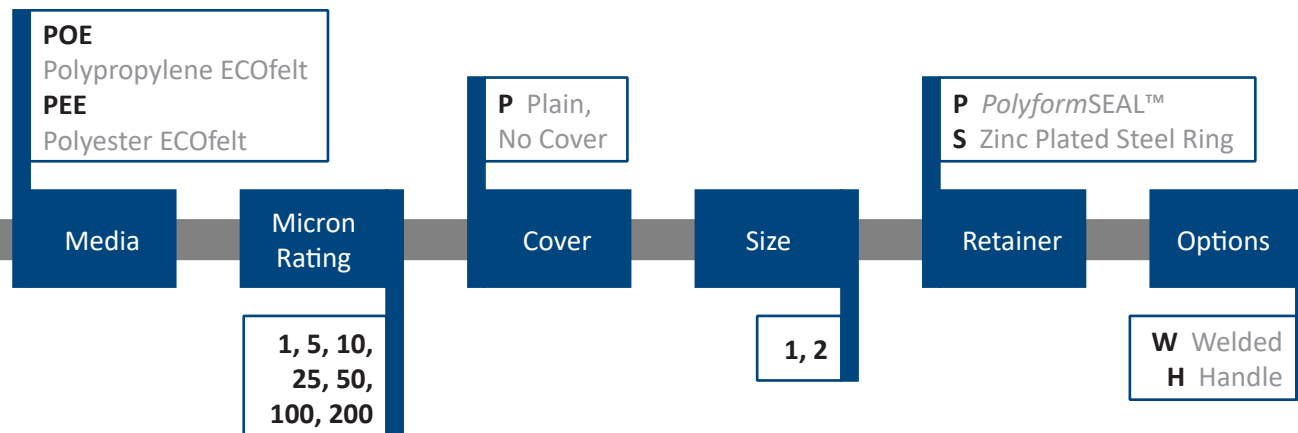 POE
Polypropylene ECOfelt
PEE
Polyester ECOfelt
P Plain,
No Cover
P PolyformSEAL™
S Zinc Plated Steel Ring
Media
Micron
Rating
Cover
Size
Retainer
Options
1, 5, 10,
25, 50,
100, 200
1, 2
W Welded
H Handle